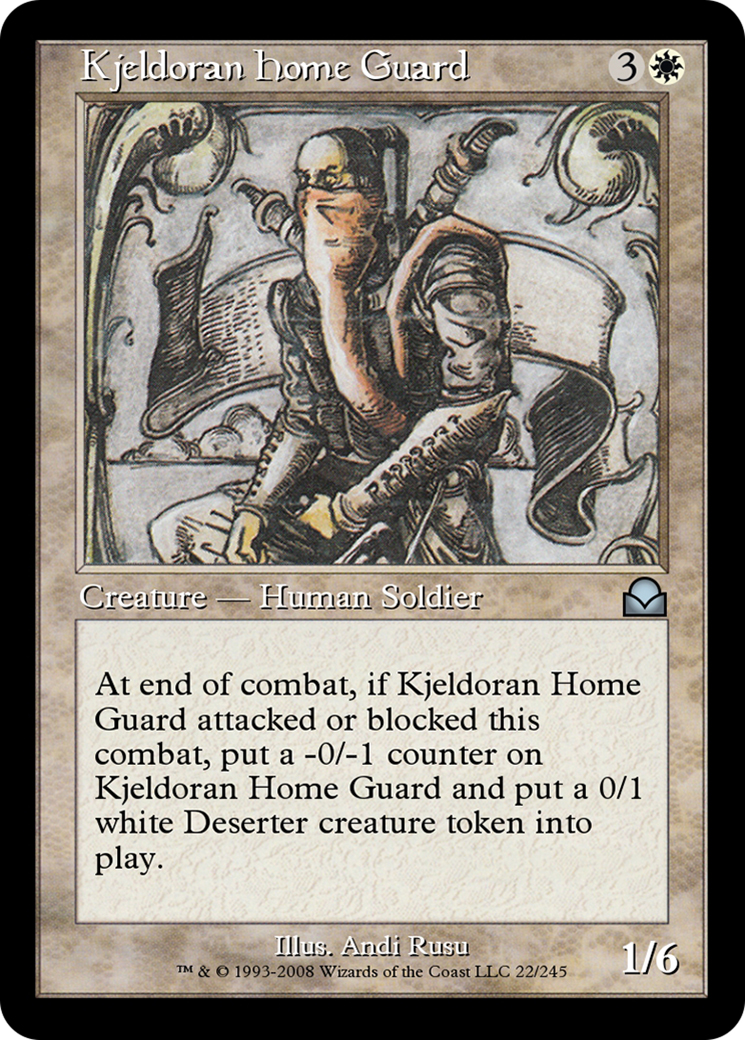 Kjeldoran Home Guard 3
Creature — Human Soldier
At end of combat, if Kjeldoran Home
Guard attacked or blocked this
combat, put a -0/-1 counter on
Kjeldoran Home Guard and put a 0/1
white Deserter creature token into
play.
Illus. Andi Rusu
™ & © 1993-2008 Wizards of the Coast LLC 22/245
1/6